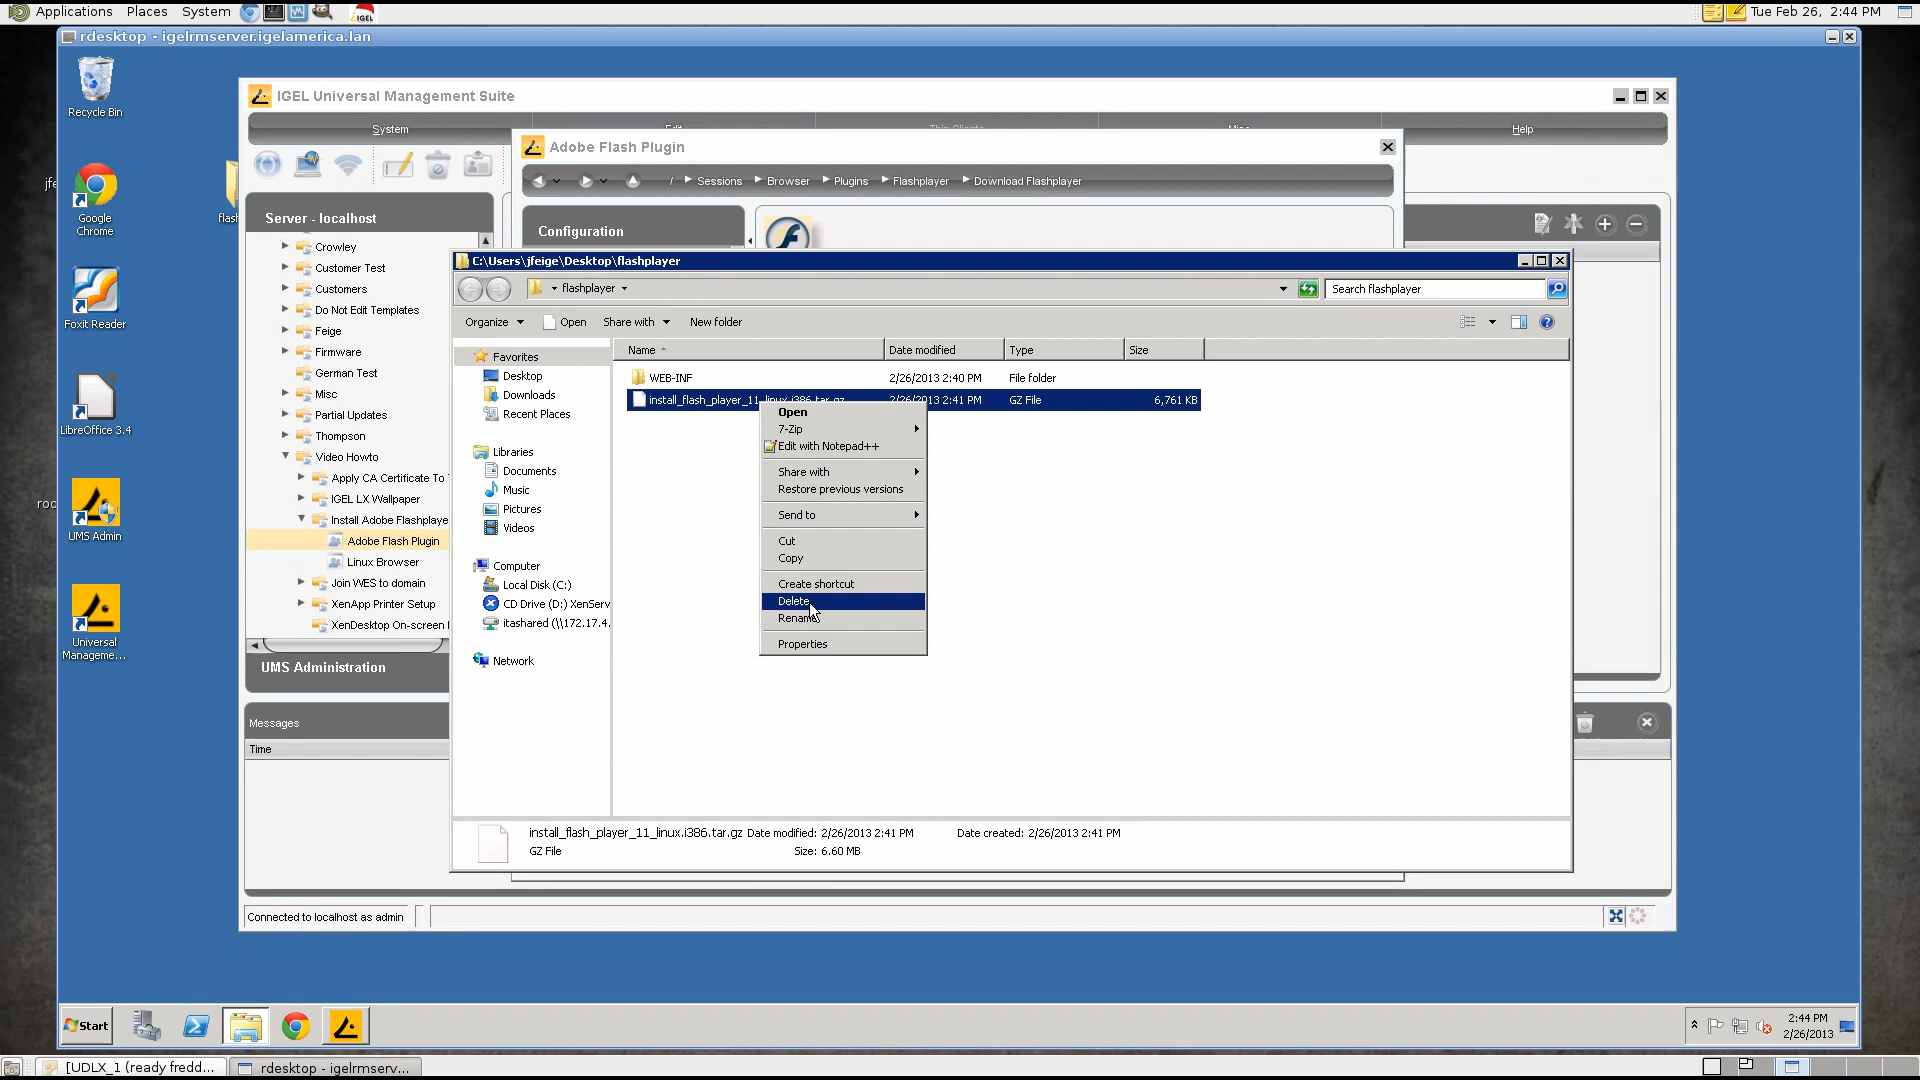 Applications Places System
Tue Feb 26, 2:44 PM
rdesktop - igelrmserver.igelamerica.lan
Recycle Bin
Google
Chrome
Foxit Reader
LibreOffice 3.4
UMS Admin
Universal
Manageme...
IGEL Universal Management Suite
System
Help
Adobe Flash Plugin
/ Sessions Browser Plugins Flashplayer Download Flashplayer
Server - localhost
Configuration
Crowley
Customer Test
Customers
Do Not Edit Templates
Feige
Firmware
German Test
Misc
Partial Updates
Thompson
Video Howto
Apply CA Certificate To
IGEL LX Wallpaper
Install Adobe Flashplaye
Adobe Flash Plugin
Linux Browser
Join WES to domain
XenApp Printer Setup
XenDesktop On-screen
UMS Administration
Messages
Time
Connected to localhost as admin
C:\Users\jfeige\Desktop\flashplayer
flashplayer
Search flashplayer
Organize Open Share with New folder
Favorites
Desktop
Downloads
Recent Places
Libraries
Documents
Music
Pictures
Videos
Computer
Local Disk (C:)
CD Drive (D:) XenServ
itashared (\\172.17.4.
Network
Name Date modified Type Size
WEB-INF 2/26/2013 2:40 PM File folder
install_flash_player_11_linux.i386.tar.gz 2/26/2013 2:41 PM GZ File 6,761 KB
Open
7-Zip
Edit with Notepad++
Share with
Restore previous versions
Send to
Cut
Copy
Create shortcut
Delete
Rename
Properties
install_flash_player_11_linux.i386.tar.gz Date modified: 2/26/2013 2:41 PM Date created: 2/26/2013 2:41 PM
GZ File Size: 6.60 MB
Start
2:44 PM
2/26/2013
[UDLX_1 (ready fredd...
rdesktop - igelrmserv...